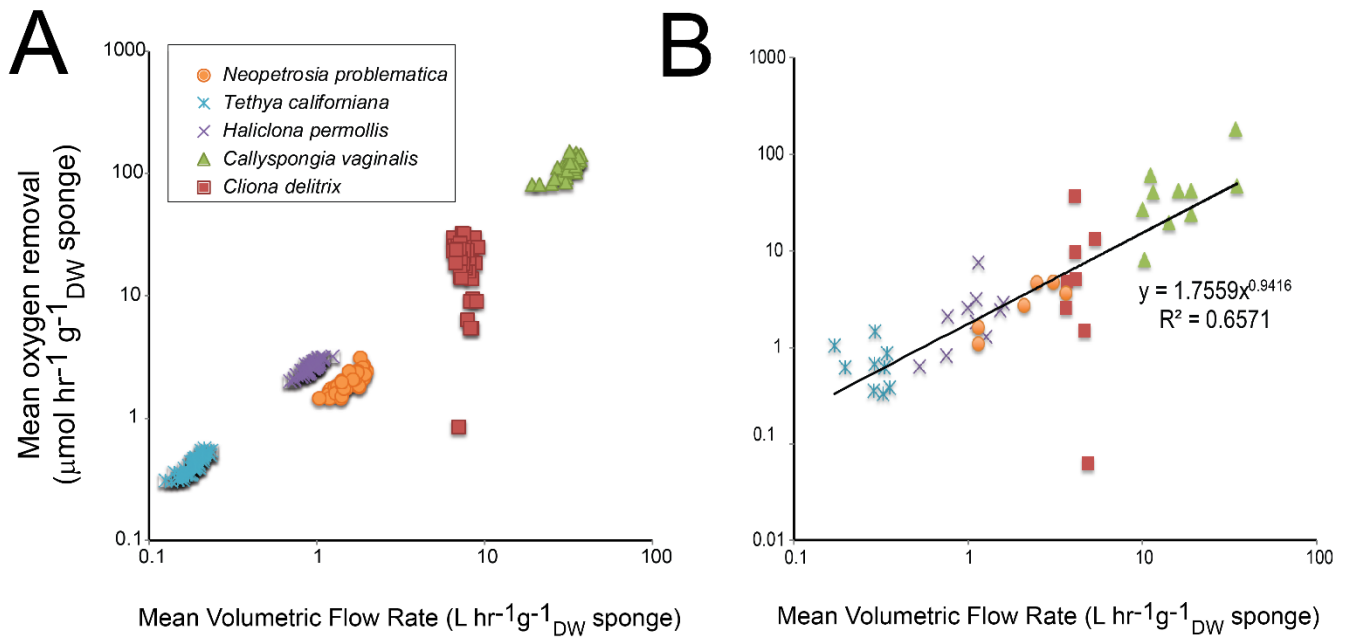 A
B
1000
100
10
1
0.1
0.1
1
10
100
Neopetrosia problematica
Tethya californiana
Haliclona permollis
Callyspongia vaginalis
Cliona delitrix
Mean oxygen removal
(μmol hr⁻¹ g⁻¹DW sponge)
Mean Volumetric Flow Rate (L hr⁻¹g⁻¹DW sponge)
1000
100
10
1
0.1
0.01
0.1
1
10
100
y = 1.7559x^0.9416
R² = 0.6571
Mean Volumetric Flow Rate (L hr⁻¹g⁻¹DW sponge)